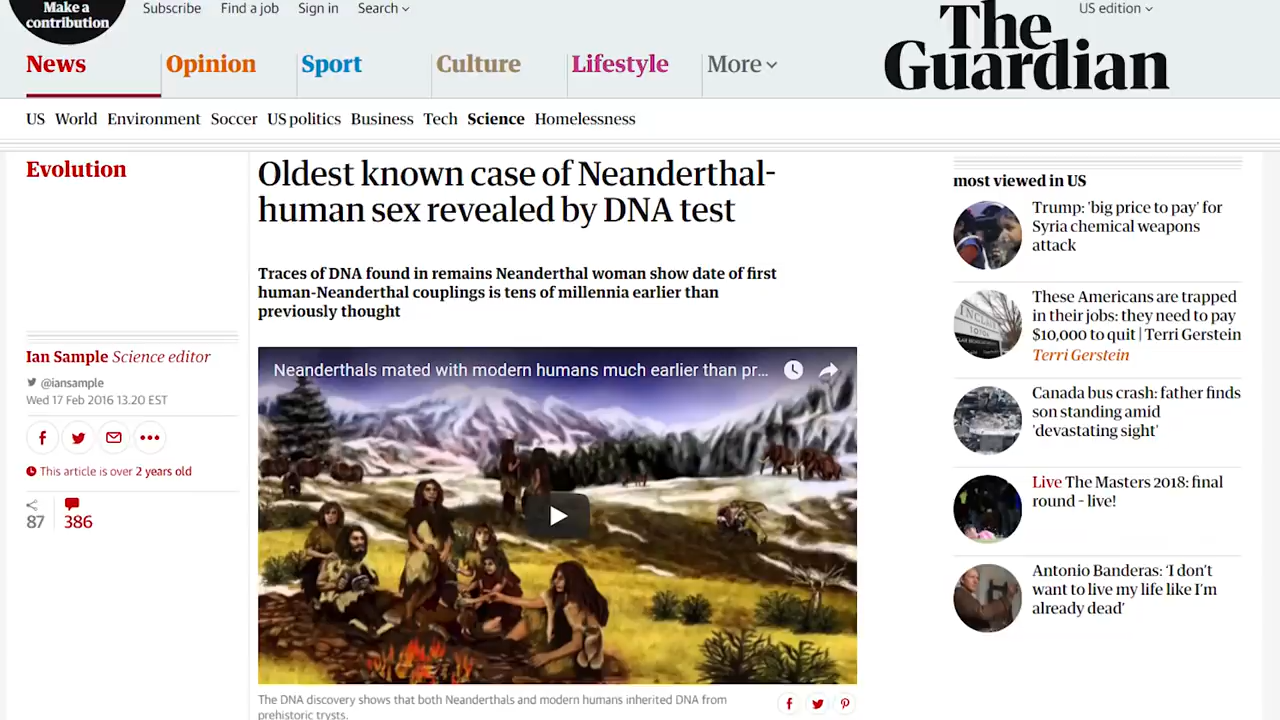 Make a
contribution
Subscribe
Find a job
Sign in
Search
US edition
The
Guardian
News
Opinion
Sport
Culture
Lifestyle
More
US
World
Environment
Soccer
US politics
Business
Tech
Science
Homelessness
Evolution
Oldest known case of Neanderthal-
human sex revealed by DNA test
Traces of DNA found in remains Neanderthal woman show date of first
human-Neanderthal couplings is tens of millennia earlier than
previously thought
Ian Sample Science editor
@iansample
Wed 17 Feb 2016 13.20 EST
This article is over 2 years old
87
386
Neanderthals mated with modern humans much earlier than pr...
The DNA discovery shows that both Neanderthals and modern humans inherited DNA from
prehistoric trysts.
most viewed in US
Trump: 'big price to pay' for
Syria chemical weapons
attack
These Americans are trapped
in their jobs: they need to pay
$10,000 to quit | Terri Gerstein
Terri Gerstein
Canada bus crash: father finds
son standing amid
'devastating sight'
Live The Masters 2018: final
round – live!
Antonio Banderas: ‘I don’t
want to live my life like I’m
already dead’